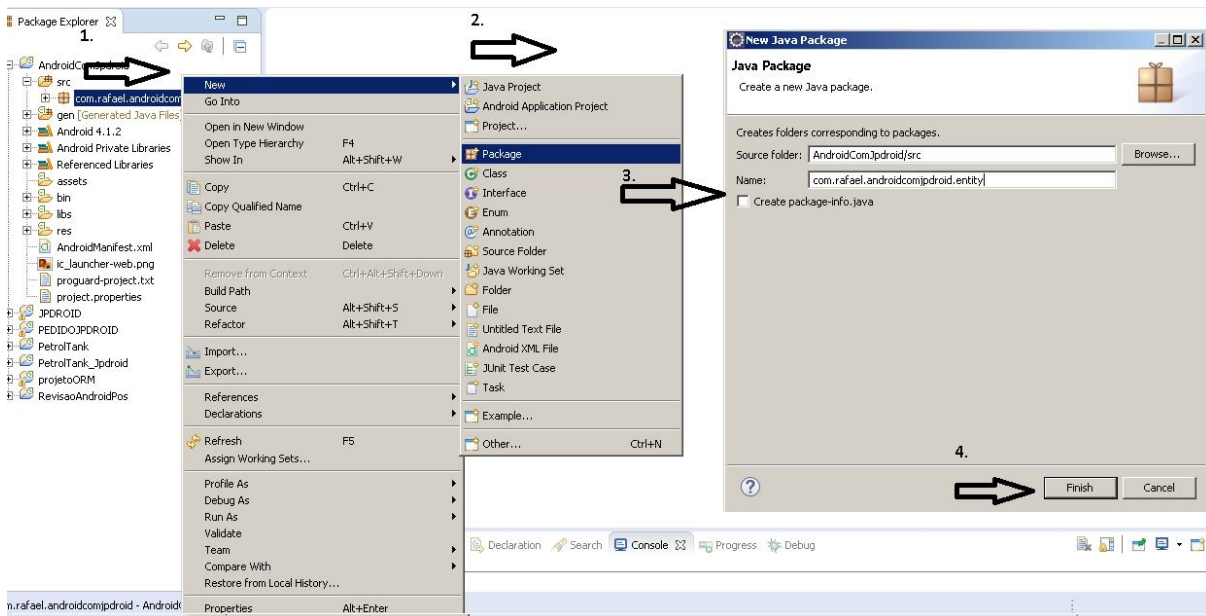 Package Explorer
1.
AndroidComJpdroid
src
com.rafael.androidcom
gen [Generated Java Files
Android 4.1.2
Android Private Libraries
Referenced Libraries
assets
bin
libs
res
AndroidManifest.xml
ic_launcher-web.png
proguard-project.txt
project.properties
JPDROID
PEDIDOJPDROID
PetrolTank
PetrolTank_Jpdroid
projetoORM
RevisaoAndroidPos
New
Go Into
Open in New Window
Open Type Hierarchy F4
Show In Alt+Shift+W
Copy Ctrl+C
Copy Qualified Name
Paste Ctrl+V
Delete Delete
Remove from Context Ctrl+Alt+Shift+Down
Build Path
Source Alt+Shift+S
Refactor Alt+Shift+T
Import...
Export...
References
Declarations
Refresh F5
Assign Working Sets...
Profile As
Debug As
Run As
Validate
Team
Compare With
Restore from Local History...
Properties Alt+Enter
2.
Java Project
Android Application Project
Project...
Package
Class
Interface
Enum
Annotation
Source Folder
Java Working Set
Folder
File
Untitled Text File
Android XML File
JUnit Test Case
Task
Example...
Other... Ctrl+N
3.
New Java Package
Java Package
Create a new Java package.
Creates folders corresponding to packages.
Source folder: AndroidComJpdroid/src Browse...
Name: com.rafael.androidcomjpdroid.entity
Create package-info.java
4.
Finish Cancel
Declaration Search Console Progress Debug
m.rafael.androidcomjpdroid - Android